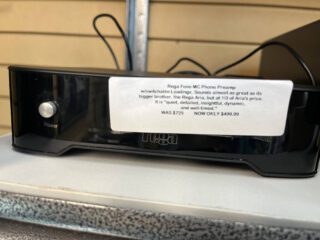 Rega Fono MC Phono Preamp
w/switchable Loadings. Sounds almost as great as its
bigger brother, the Rega Aria, but at 1/3 of Aria's price.
It is "quiet, detailed, insightful, dynamic,
and well-timed."
WAS $725 NOW ONLY $499.99
Power
rega